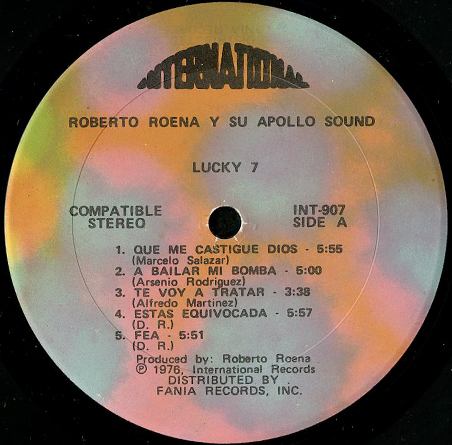 INTERNATIONAL
ROBERTO ROENA Y SU APOLLO SOUND
LUCKY 7
COMPATIBLE
STEREO
INT-907
SIDE A
1. QUE ME CASTIGUE DIOS - 5:55
(Marcelo Salazar)
2. A BAILAR MI BOMBA - 5:00
(Arsenio Rodriguez)
3. TE VOY A TRATAR - 3:38
(Alfredo Martinez)
4. ESTAS EQUIVOCADA - 5:57
(D. R.)
5. FEA - 5:51
(D. R.)
Produced by: Roberto Roena
℗ 1976, International Records
DISTRIBUTED BY
FANIA RECORDS, INC.